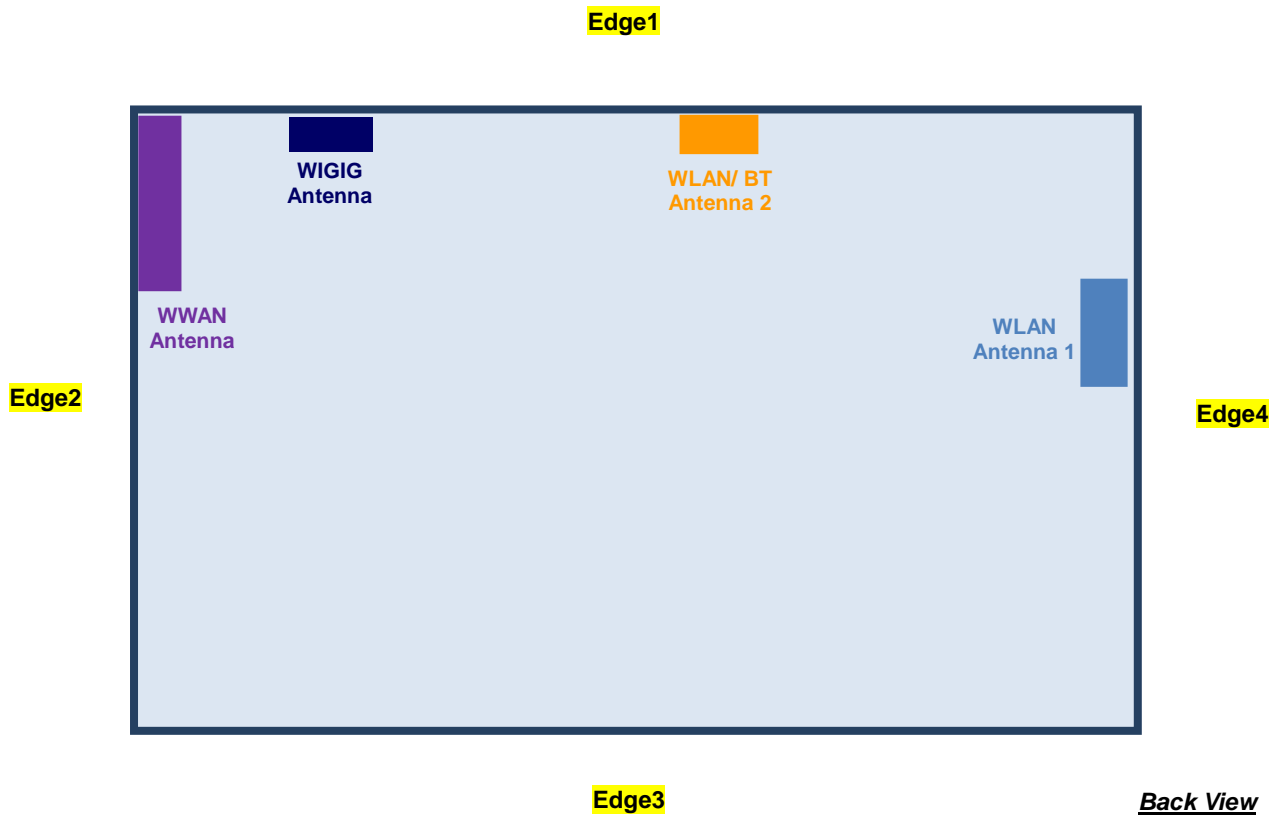 Edge1
WIGIG
Antenna
WLAN/ BT
Antenna 2
WWAN
Antenna
WLAN
Antenna 1
Edge2
Edge4
Edge3
Back View